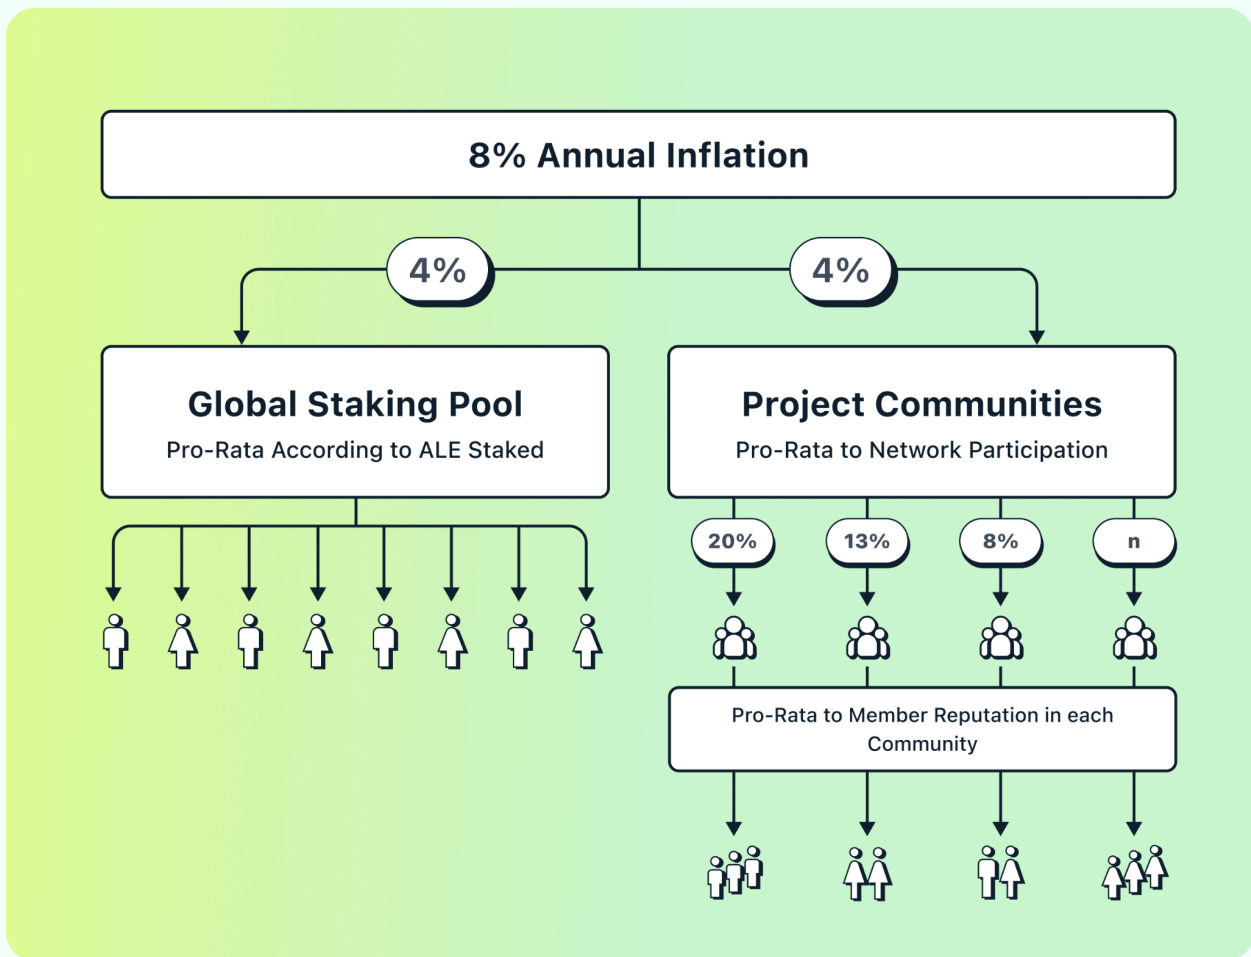 8% Annual Inflation
4%
4%
Global Staking Pool
Pro-Rata According to ALE Staked
Project Communities
Pro-Rata to Network Participation
20%
13%
8%
n
Pro-Rata to Member Reputation in each
Community